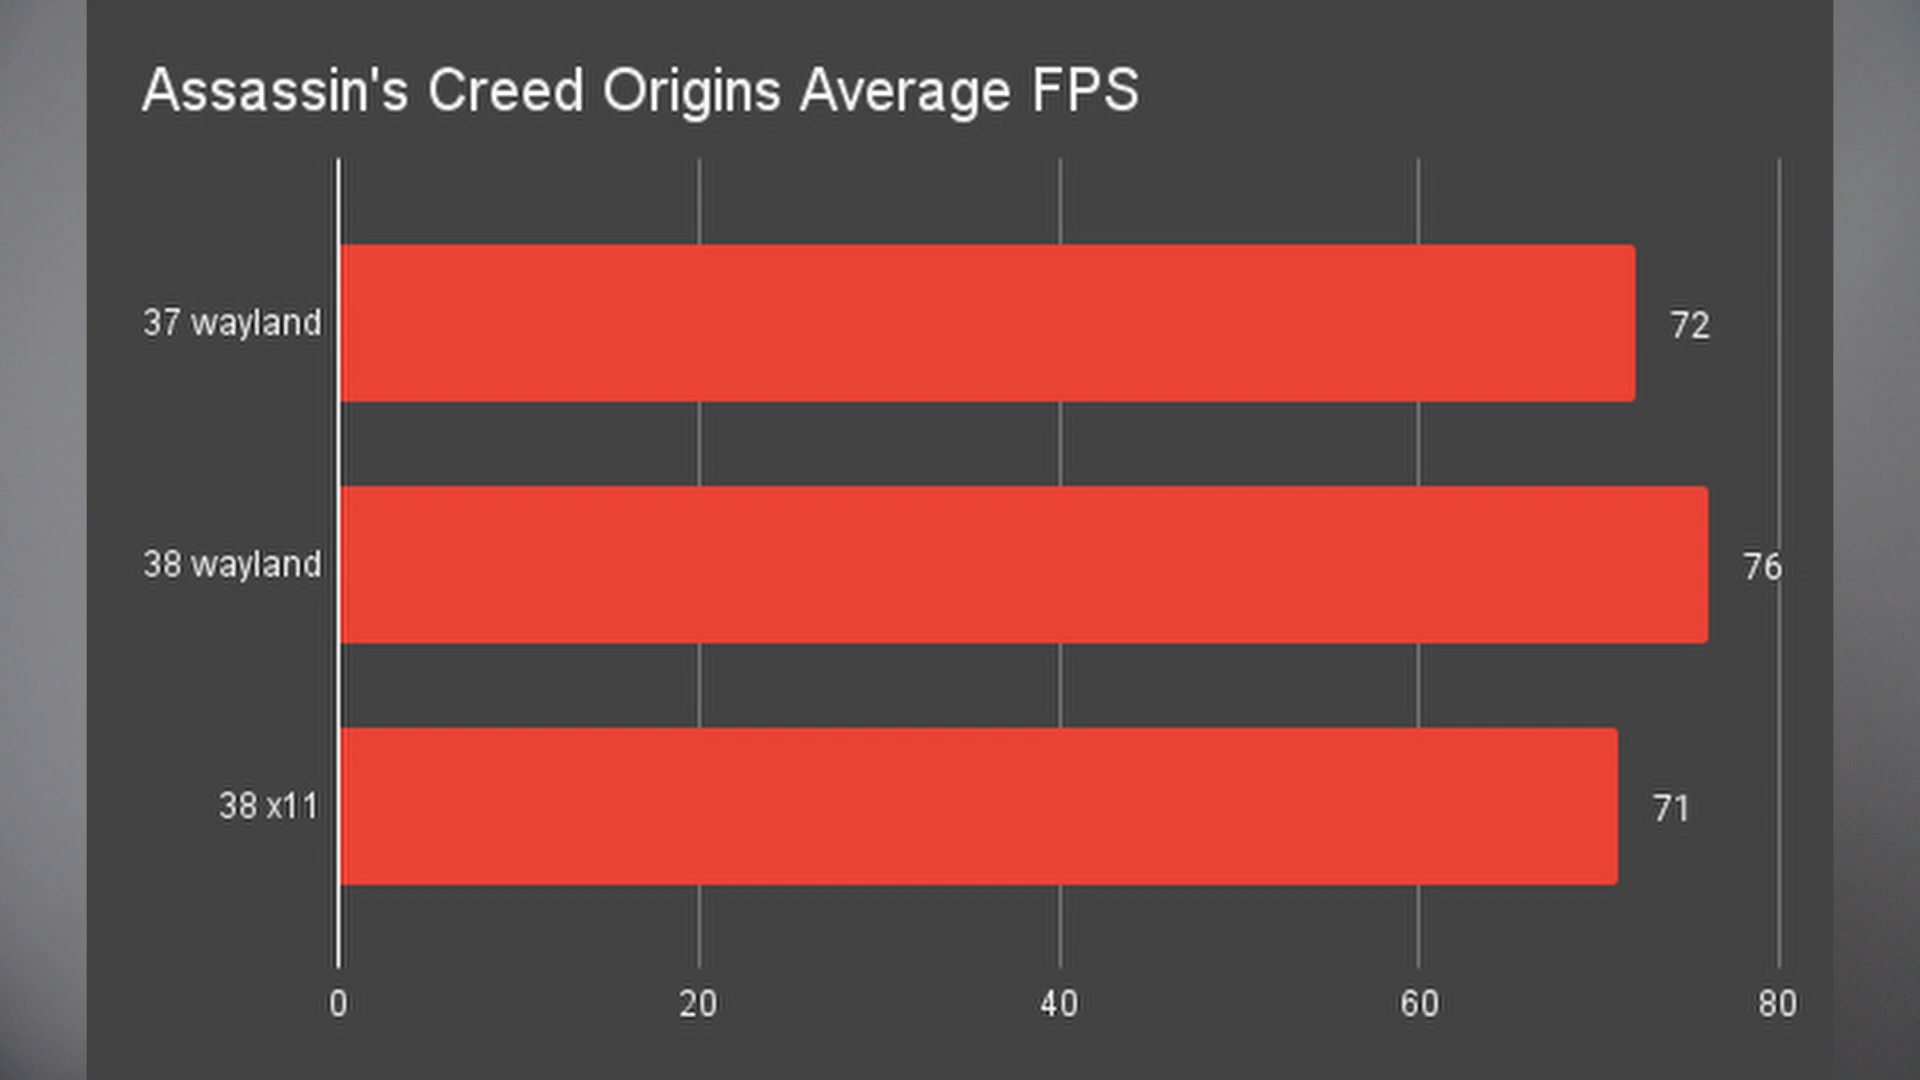 Assassin's Creed Origins Average FPS
37 wayland
72
38 wayland
76
38 x11
71
0 20 40 60 80